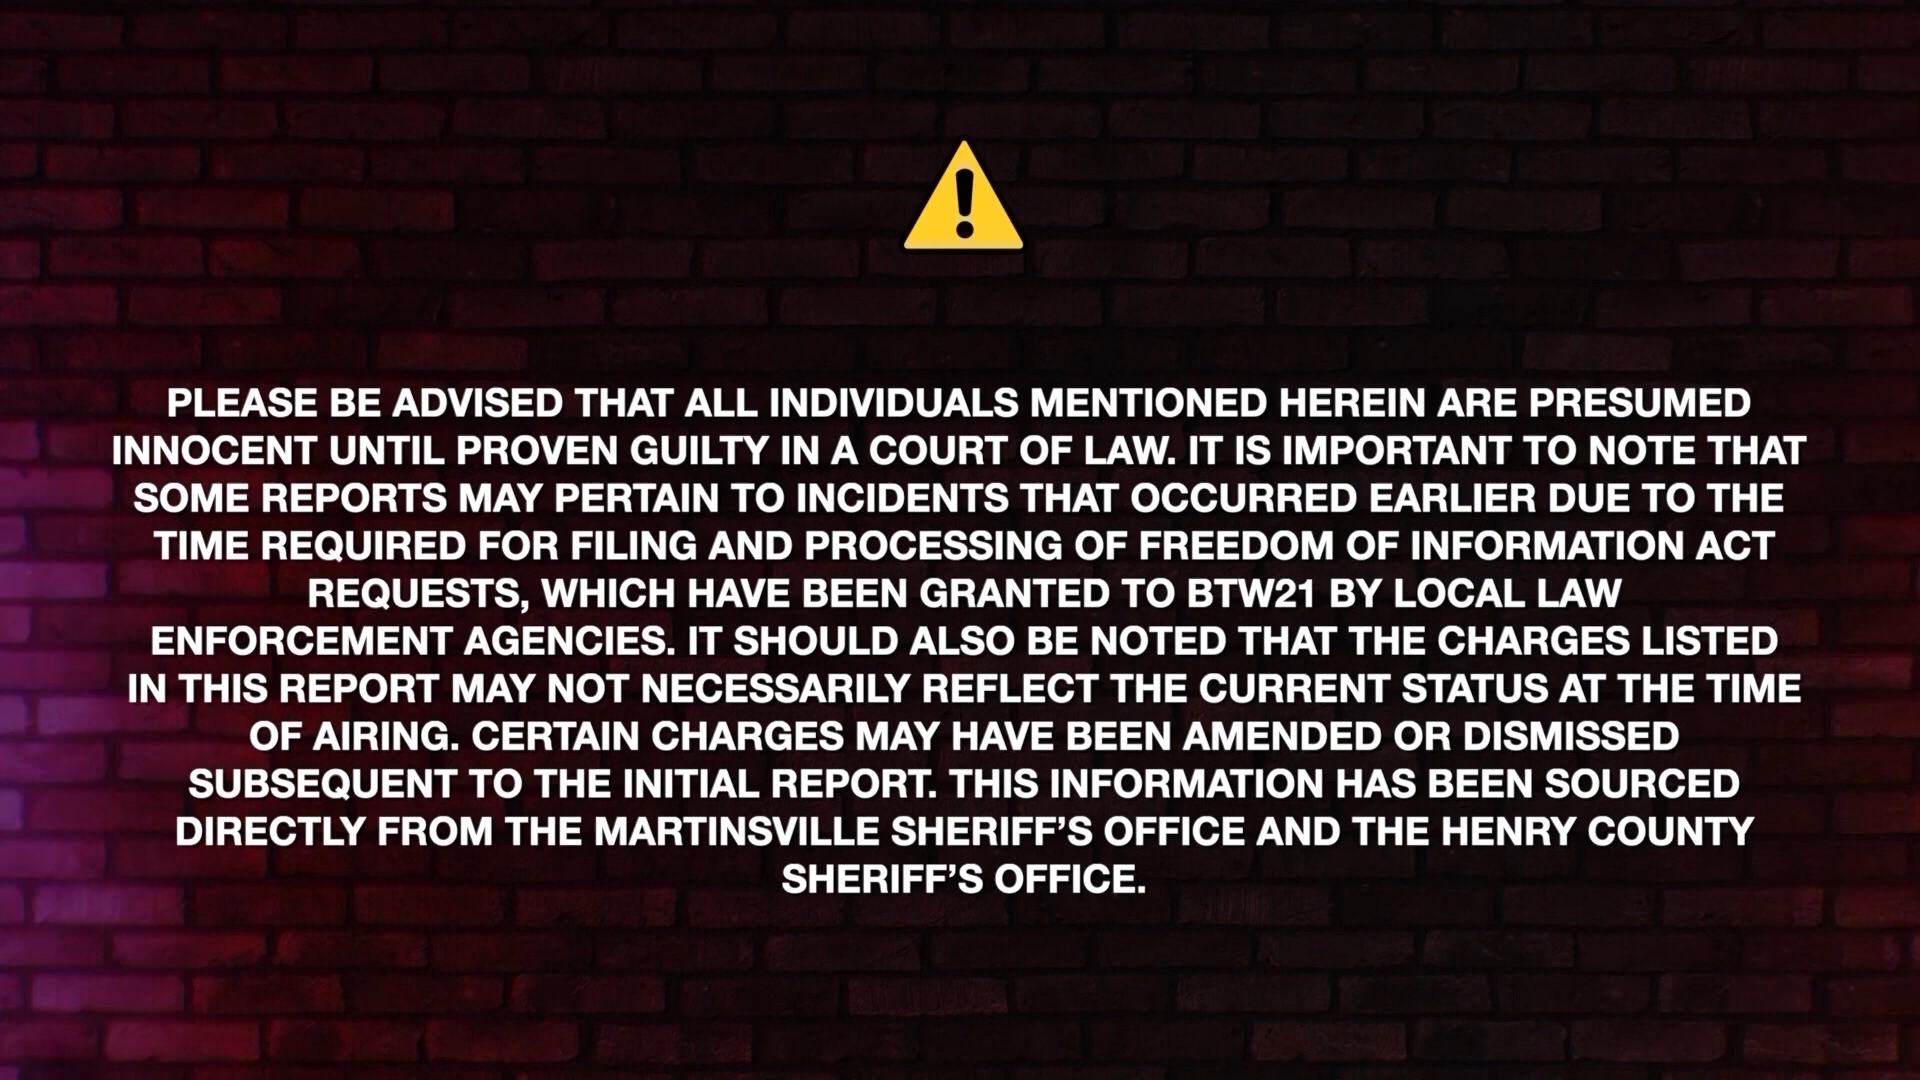 PLEASE BE ADVISED THAT ALL INDIVIDUALS MENTIONED HEREIN ARE PRESUMED
INNOCENT UNTIL PROVEN GUILTY IN A COURT OF LAW. IT IS IMPORTANT TO NOTE THAT
SOME REPORTS MAY PERTAIN TO INCIDENTS THAT OCCURRED EARLIER DUE TO THE
TIME REQUIRED FOR FILING AND PROCESSING OF FREEDOM OF INFORMATION ACT
REQUESTS, WHICH HAVE BEEN GRANTED TO BTW21 BY LOCAL LAW
ENFORCEMENT AGENCIES. IT SHOULD ALSO BE NOTED THAT THE CHARGES LISTED
IN THIS REPORT MAY NOT NECESSARILY REFLECT THE CURRENT STATUS AT THE TIME
OF AIRING. CERTAIN CHARGES MAY HAVE BEEN AMENDED OR DISMISSED
SUBSEQUENT TO THE INITIAL REPORT. THIS INFORMATION HAS BEEN SOURCED
DIRECTLY FROM THE MARTINSVILLE SHERIFF’S OFFICE AND THE HENRY COUNTY
SHERIFF’S OFFICE.